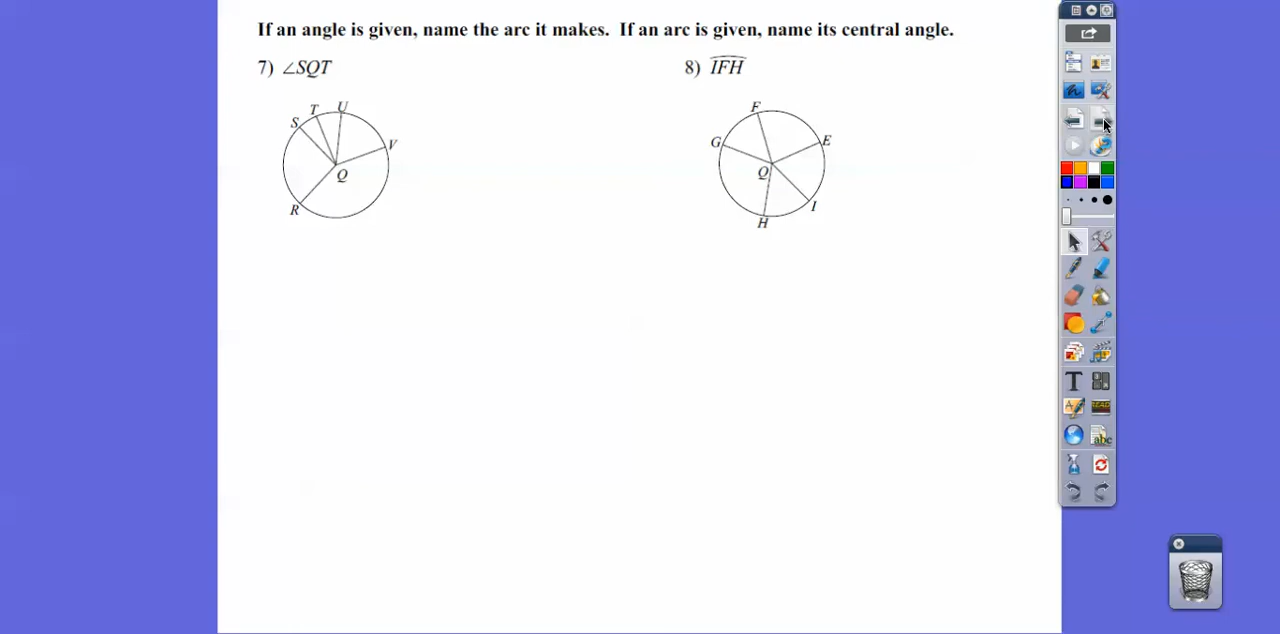 If an angle is given, name the arc it makes.  If an arc is given, name its central angle.
7) ∠SQT
8) IFH
T U
S
V
Q
R
F
G
E
Q
I
H
T
abc